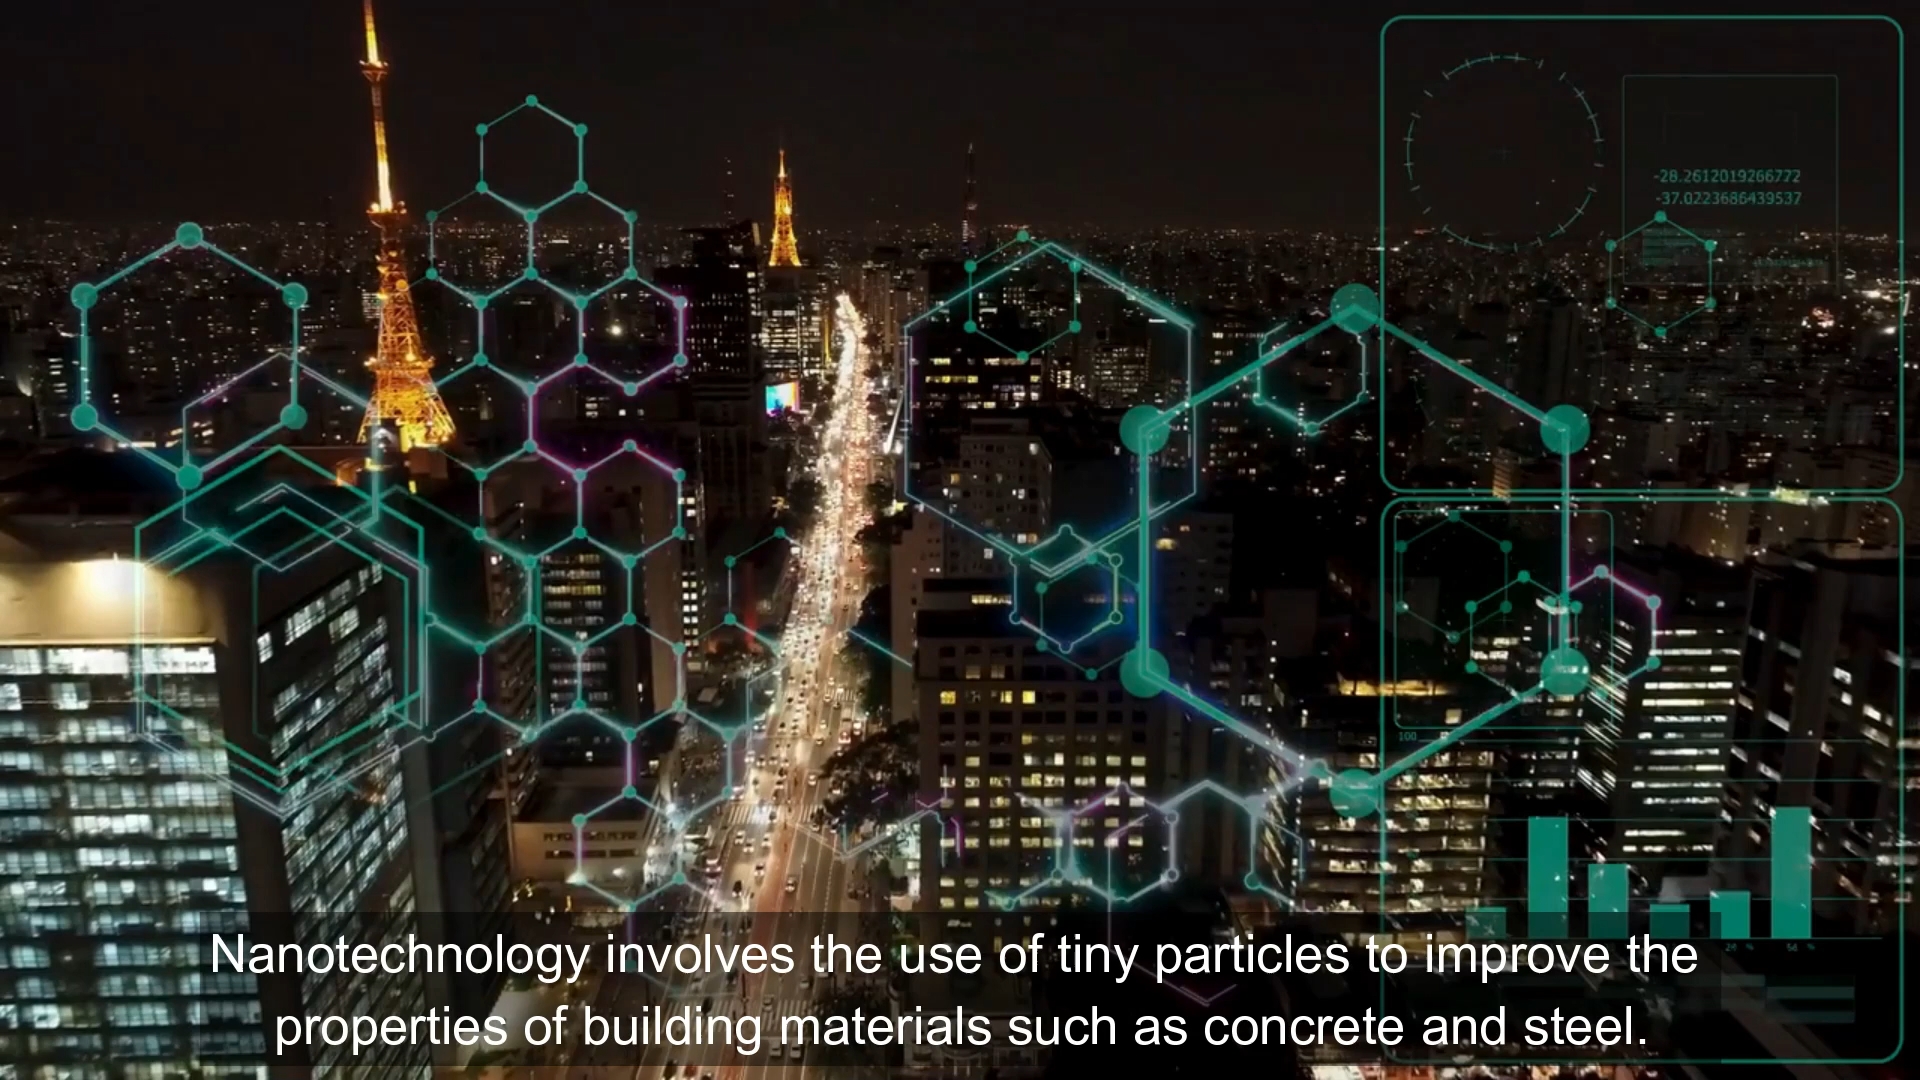 -28.2612019266772
-37.0223686439537
100
Nanotechnology involves the use of tiny particles to improve the
properties of building materials such as concrete and steel.